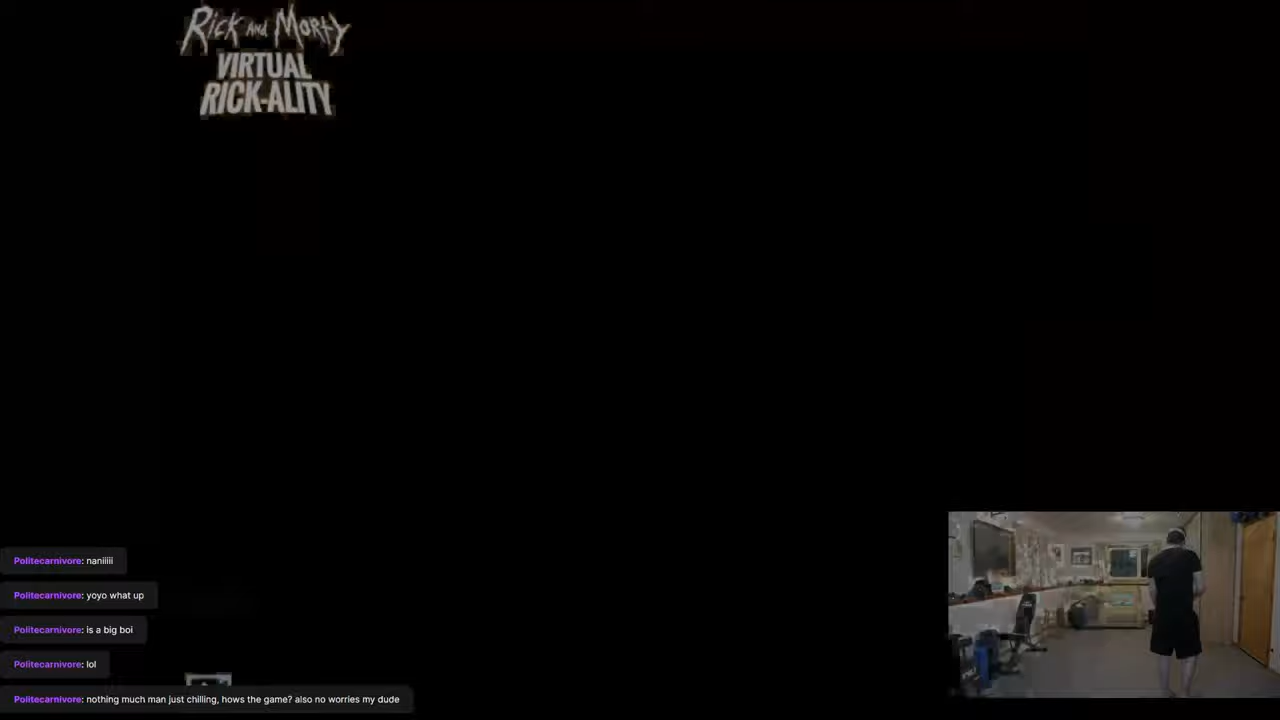 Rick and Morty
VIRTUAL
RICK-ALITY
Politecarnivore: naniiiii
Politecarnivore: yoyo what up
Politecarnivore: is a big boi
Politecarnivore: lol
Politecarnivore: nothing much man just chilling, hows the game? also no worries my dude